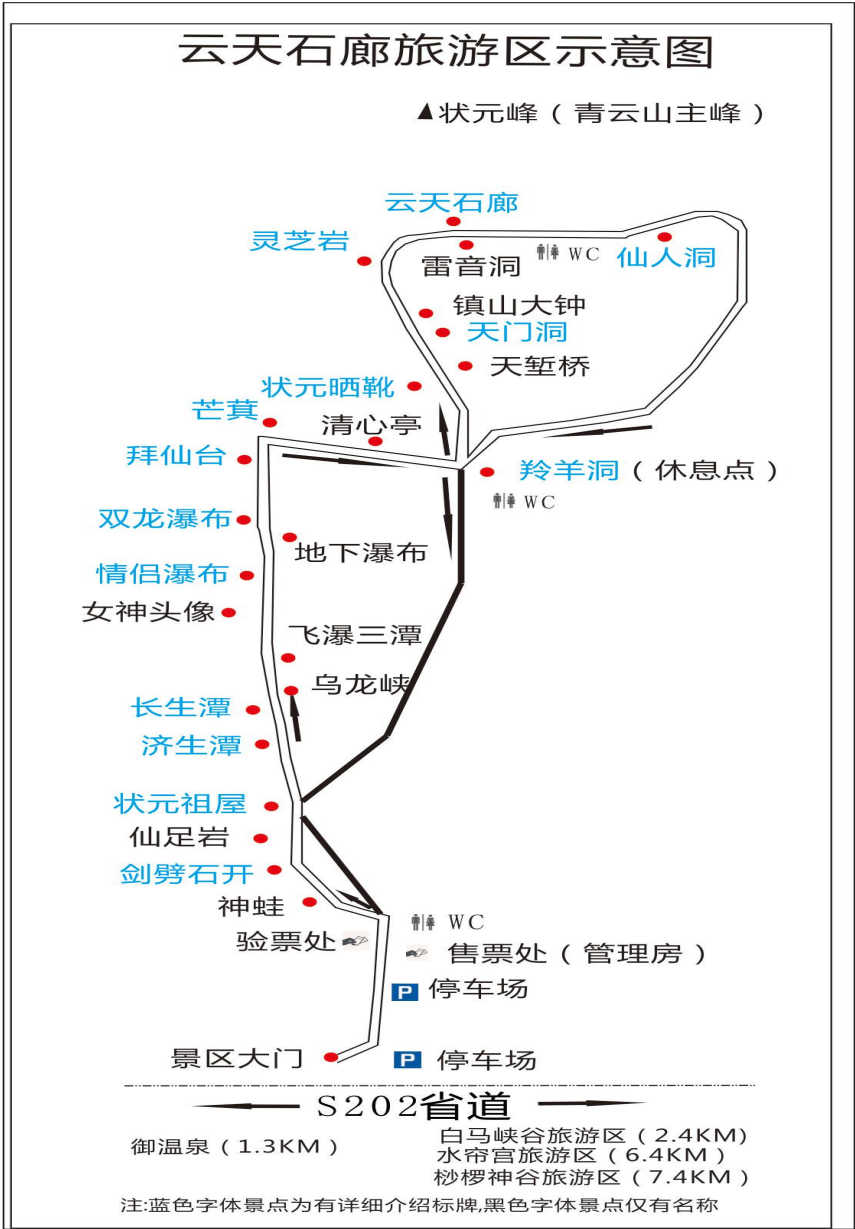 云天石廊旅游区示意图
▲状元峰（青云山主峰）
云天石廊
灵芝岩
雷音洞
WC
仙人洞
镇山大钟
天门洞
天堑桥
状元晒靴
芒萁
清心亭
拜仙台
羚羊洞（休息点）
WC
双龙瀑布
地下瀑布
情侣瀑布
女神头像
飞瀑三潭
乌龙峡
长生潭
济生潭
状元祖屋
仙足岩
剑劈石开
神蛙
WC
验票处
售票处（管理房）
P 停车场
景区大门
P 停车场
S202省道
御温泉（1.3KM）
白马峡谷旅游区（2.4KM）
水帘宫旅游区（6.4KM）
桫椤神谷旅游区（7.4KM）
注:蓝色字体景点为有详细介绍标牌,黑色字体景点仅有名称